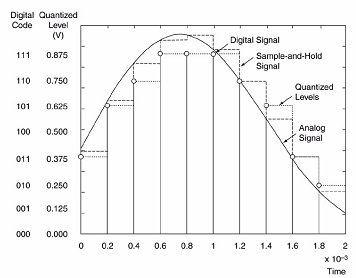 Digital Quantized
Code Level
(V)
Digital Signal
Sample-and-Hold
Signal
111 0.875
110 0.750
Quantized
Levels
101 0.625
100 0.500
Analog
Signal
011 0.375
010 0.250
001 0.125
000 0.000
0 0.2 0.4 0.6 0.8 1 1.2 1.4 1.6 1.8 2
x 10⁻³
Time